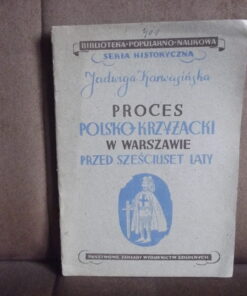 BIBLIOTEKA·POPULARNO·NAUKOWA
SERIA HISTORYCZNA
Jadwiga Karwasińska
PROCES
POLSKO-KRZYŻACKI
W WARSZAWIE
PRZED SZEŚCIUSET LATY
PAŃSTWOWE ZAKŁADY WYDAWNICTW SZKOLNYCH